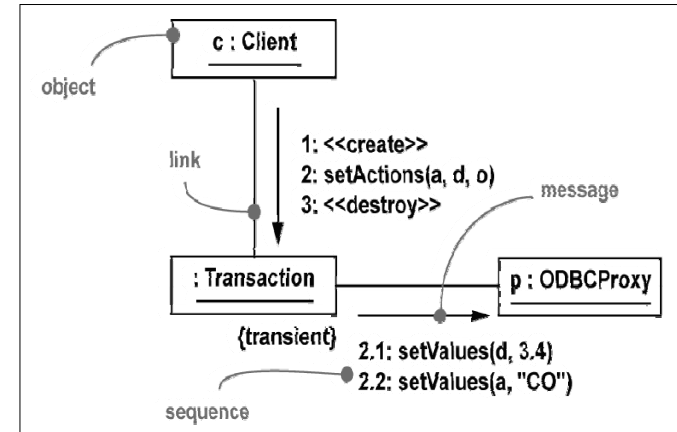 c : Client
object
1: <<create>>
link
2: setActions(a, d, o)
message
3: <<destroy>>
: Transaction
p : ODBCProxy
{transient}
2.1: setValues(d, 3.4)
2.2: setValues(a, "CO")
sequence